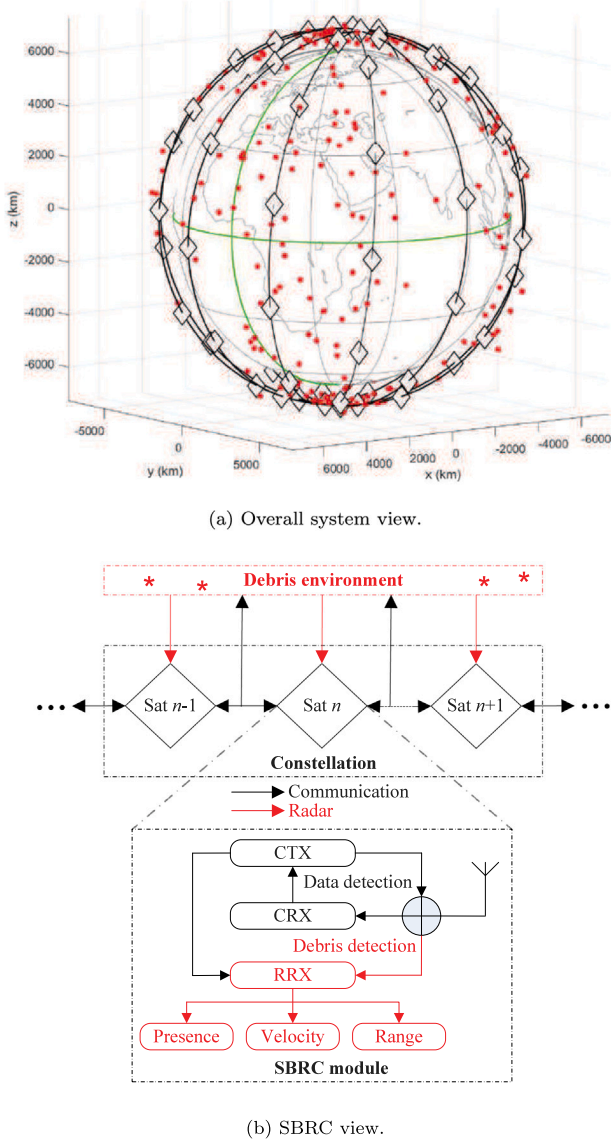 6000
4000
2000
0
-2000
-4000
-6000
z (km)
-5000
0
5000
y (km)
6000
4000
2000
0
-2000
-4000
-6000
x (km)
(a) Overall system view.
* * Debris environment * *
Sat n-1
Sat n
Sat n+1
Constellation
Communication
Radar
CTX
Data detection
CRX
Debris detection
RRX
Presence Velocity Range
SBRC module
(b) SBRC view.